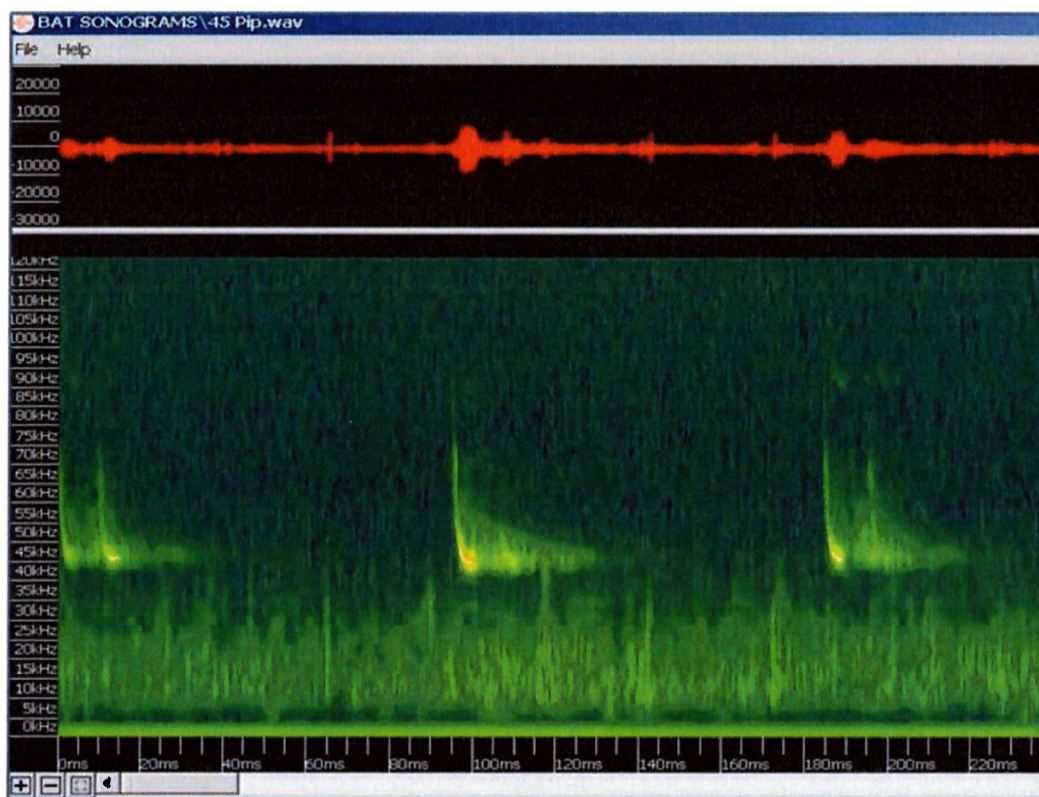 BAT SONOGRAMS \45 Pip.wav
File Help
20000
10000
0
-10000
-20000
-30000
120kHz
115kHz
110kHz
105kHz
100kHz
95kHz
90kHz
85kHz
80kHz
75kHz
70kHz
65kHz
60kHz
55kHz
50kHz
45kHz
40kHz
35kHz
30kHz
25kHz
20kHz
15kHz
10kHz
5kHz
0kHz
0ms 20ms 40ms 60ms 80ms 100ms 120ms 140ms 160ms 180ms 200ms 220ms